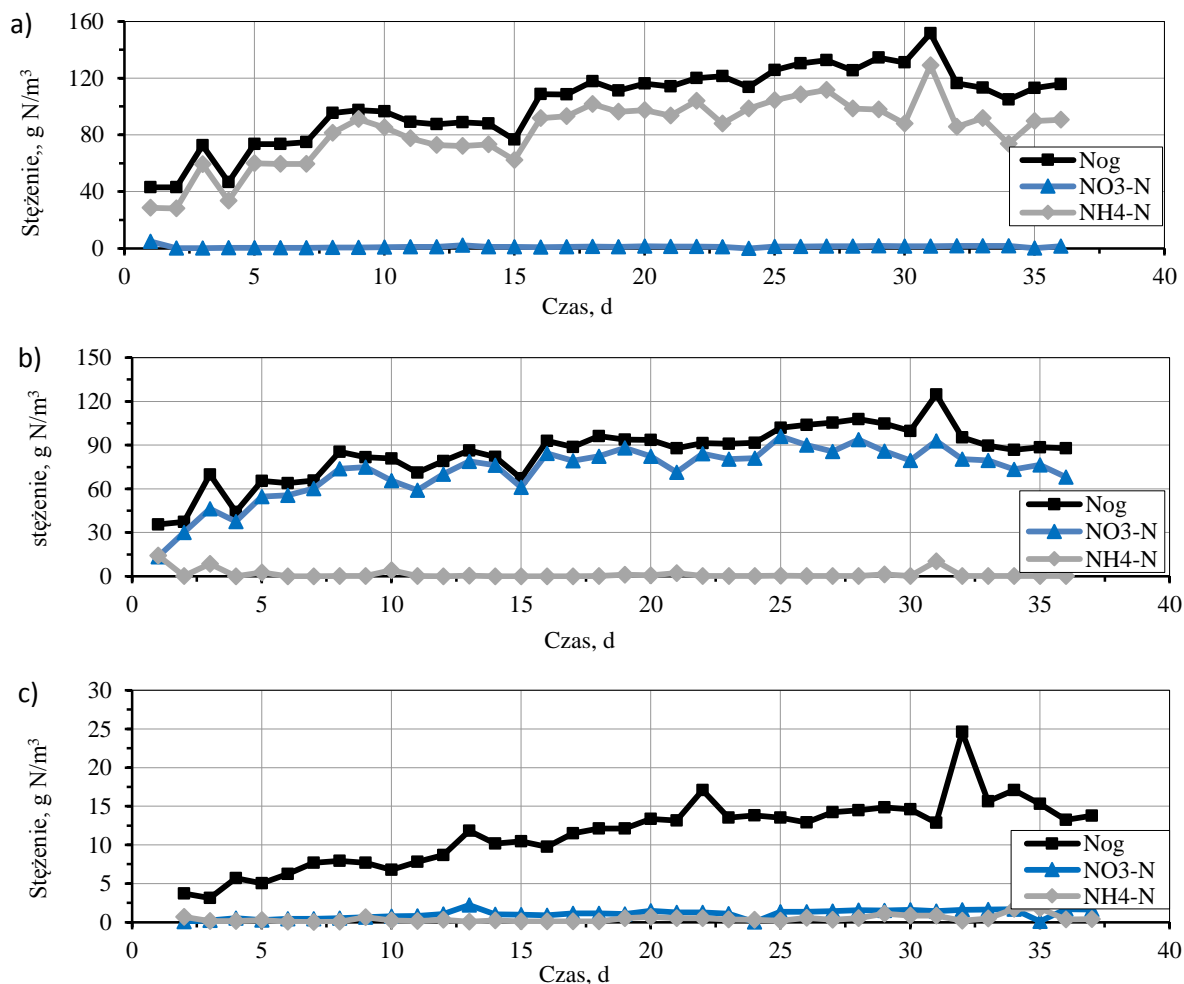 a)
160
120
80
40
0
Stężenie,, g N/m³
0 5 10 15 20 25 30 35 40
Czas, d
Nog
NO3-N
NH4-N
b)
150
120
90
60
30
0
stężenie, g N/m³
0 5 10 15 20 25 30 35 40
Czas, d
Nog
NO3-N
NH4-N
c)
30
25
20
15
10
5
0
Stężenie, g N/m³
0 5 10 15 20 25 30 35 40
Czas, d
Nog
NO3-N
NH4-N